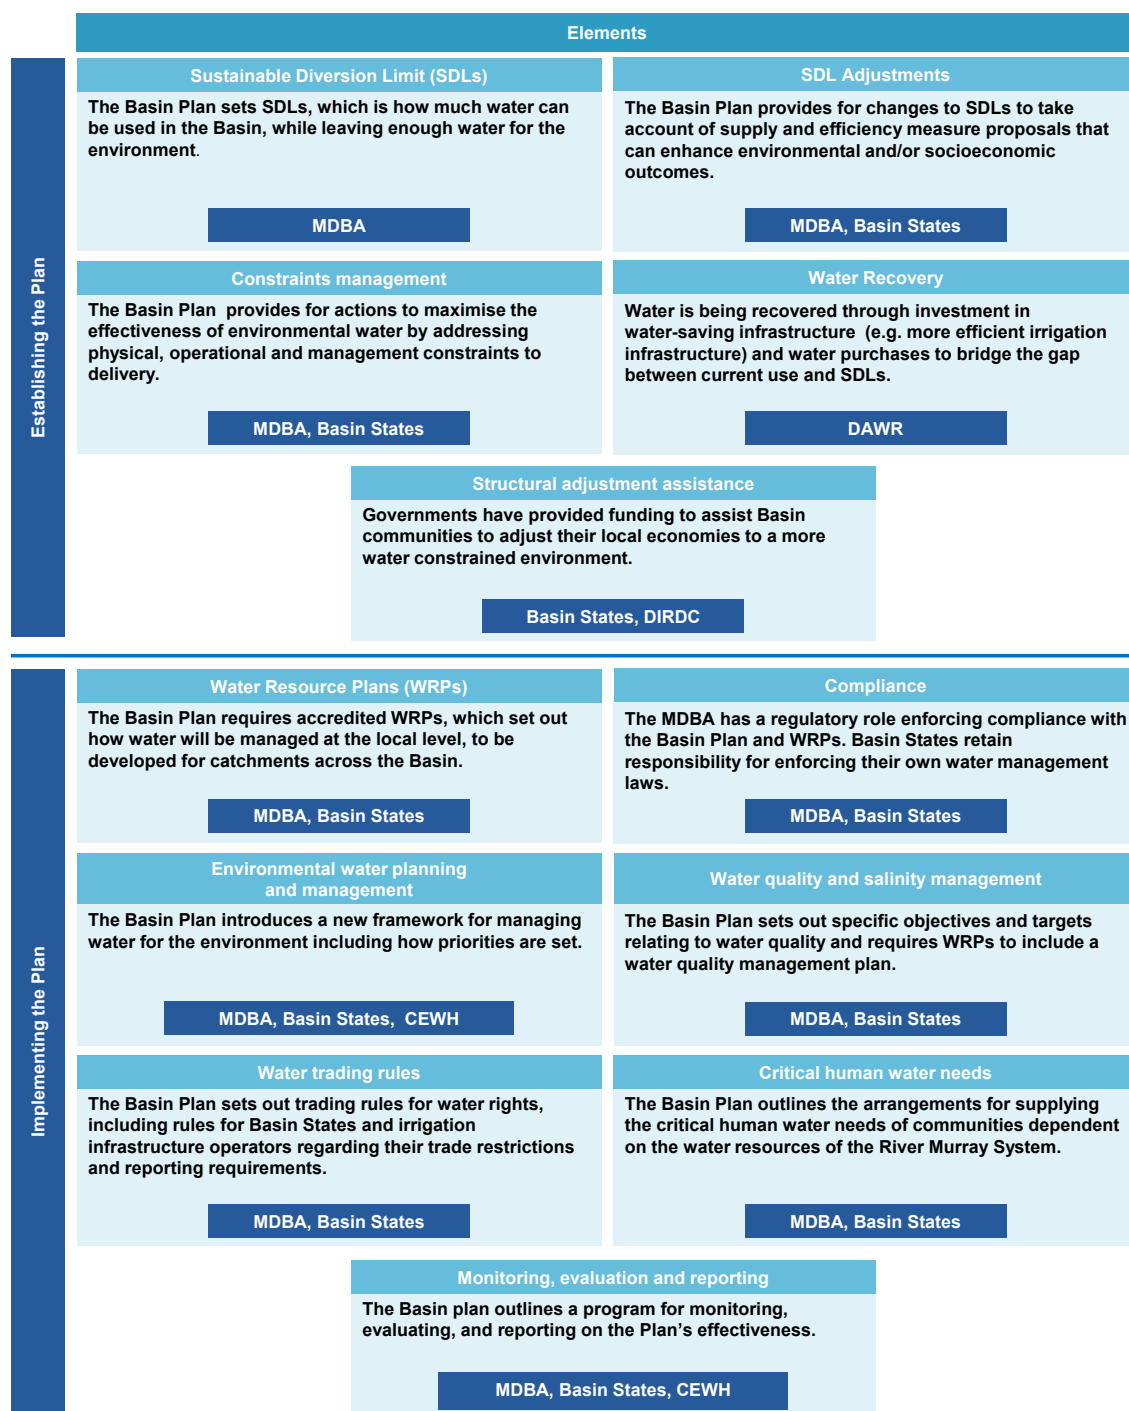 Elements
Establishing the Plan
Sustainable Diversion Limit (SDLs)
The Basin Plan sets SDLs, which is how much water can
be used in the Basin, while leaving enough water for the
environment.
MDBA
SDL Adjustments
The Basin Plan provides for changes to SDLs to take
account of supply and efficiency measure proposals that
can enhance environmental and/or socioeconomic
outcomes.
MDBA, Basin States
Constraints management
The Basin Plan  provides for actions to maximise the
effectiveness of environmental water by addressing
physical, operational and management constraints to
delivery.
MDBA, Basin States
Water Recovery
Water is being recovered through investment in
water-saving infrastructure  (e.g. more efficient irrigation
infrastructure) and water purchases to bridge the gap
between current use and SDLs.
DAWR
Structural adjustment assistance
Governments have provided funding to assist Basin
communities to adjust their local economies to a more
water constrained environment.
Basin States, DIRDC
Implementing the Plan
Water Resource Plans (WRPs)
The Basin Plan requires accredited WRPs, which set out
how water will be managed at the local level, to be
developed for catchments across the Basin.
MDBA, Basin States
Compliance
The MDBA has a regulatory role enforcing compliance with
the Basin Plan and WRPs. Basin States retain
responsibility for enforcing their own water management
laws.
MDBA, Basin States
Environmental water planning
and management
The Basin Plan introduces a new framework for managing
water for the environment including how priorities are set.
MDBA, Basin States,  CEWH
Water quality and salinity management
The Basin Plan sets out specific objectives and targets
relating to water quality and requires WRPs to include a
water quality management plan.
MDBA, Basin States
Water trading rules
The Basin Plan sets out trading rules for water rights,
including rules for Basin States and irrigation
infrastructure operators regarding their trade restrictions
and reporting requirements.
MDBA, Basin States
Critical human water needs
The Basin Plan outlines the arrangements for supplying
the critical human water needs of communities dependent
on the water resources of the River Murray System.
MDBA, Basin States
Monitoring, evaluation and reporting
The Basin plan outlines a program for monitoring,
evaluating, and reporting on the Plan’s effectiveness.
MDBA, Basin States, CEWH